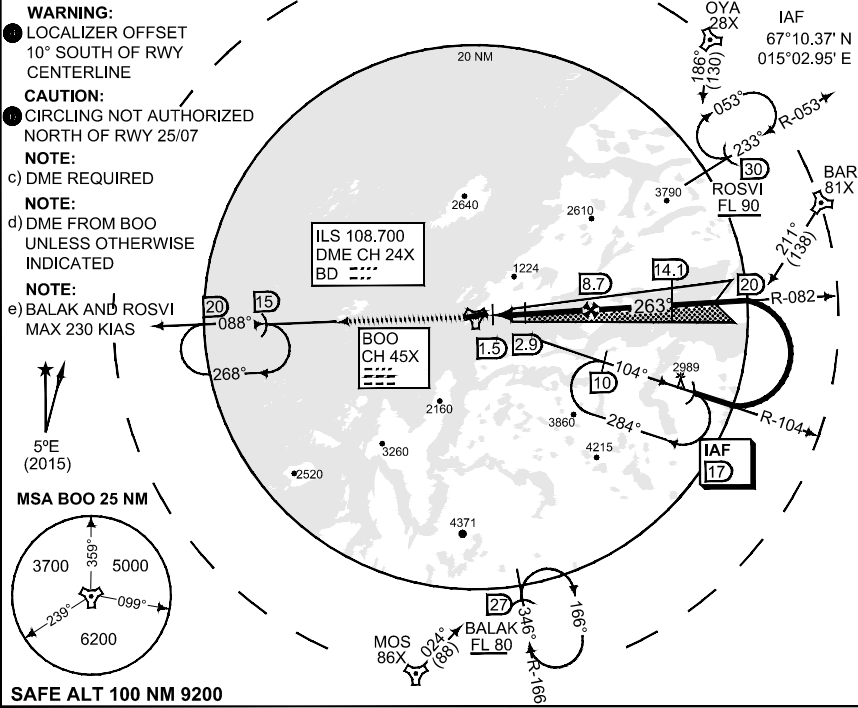 WARNING:
LOCALIZER OFFSET
10° SOUTH OF RWY
CENTERLINE
CAUTION:
CIRCLING NOT AUTHORIZED
NORTH OF RWY 25/07
NOTE:
c) DME REQUIRED
NOTE:
d) DME FROM BOO
UNLESS OTHERWISE
INDICATED
NOTE:
e) BALAK AND ROSVI
MAX 230 KIAS
5°E
(2015)
MSA BOO 25 NM
3700
359°
5000
239°
099°
6200
SAFE ALT 100 NM 9200
20 NM
OYA
28X
IAF
67°10.37' N
015°02.95' E
186°
(130)
053°
R-053
233°
30
ROSVI
FL 90
BAR
81X
211°
(138)
3790
2640
2610
ILS 108.700
DME CH 24X
BD
1224
8.7
14.1
20
R-082
263°
20
15
088°
268°
BOO
CH 45X
1.5
2.9
10
104°
2989
284°
R-104
IAF
17
2160
3860
3260
4215
2520
4371
27
BALAK
FL 80
346°
166°
R-166
MOS
86X
024°
(88)